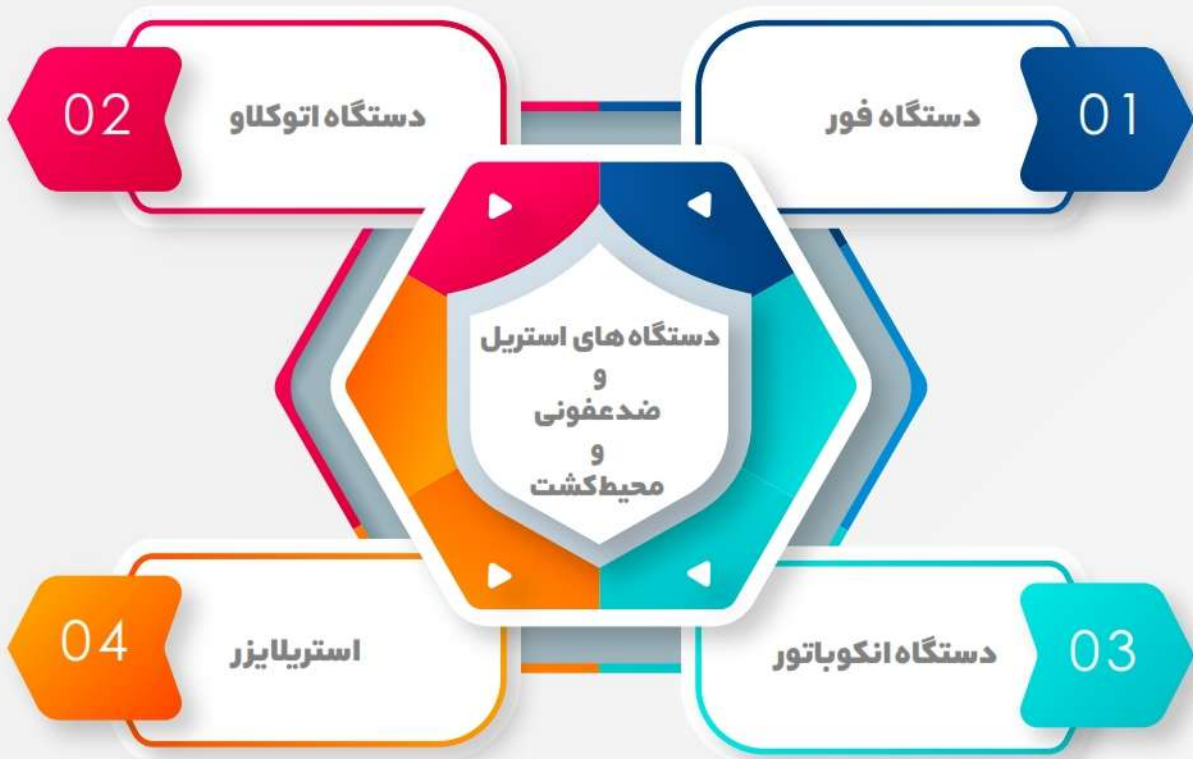 01
دستگاه فور
02
دستگاه اتوکلاو
دستگاه های استریل
و
ضدعفونی
و
محیط‌کشت
03
دستگاه انکوباتور
04
استریلایزر